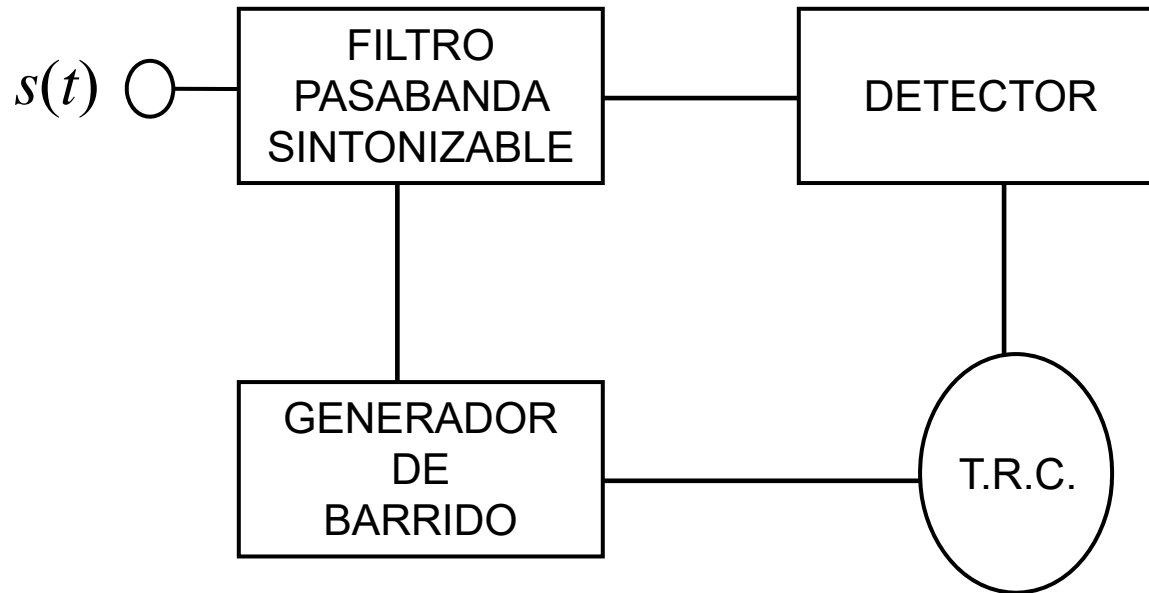 s(t)
FILTRO
PASABANDA
SINTONIZABLE
DETECTOR
GENERADOR
DE
BARRIDO
T.R.C.